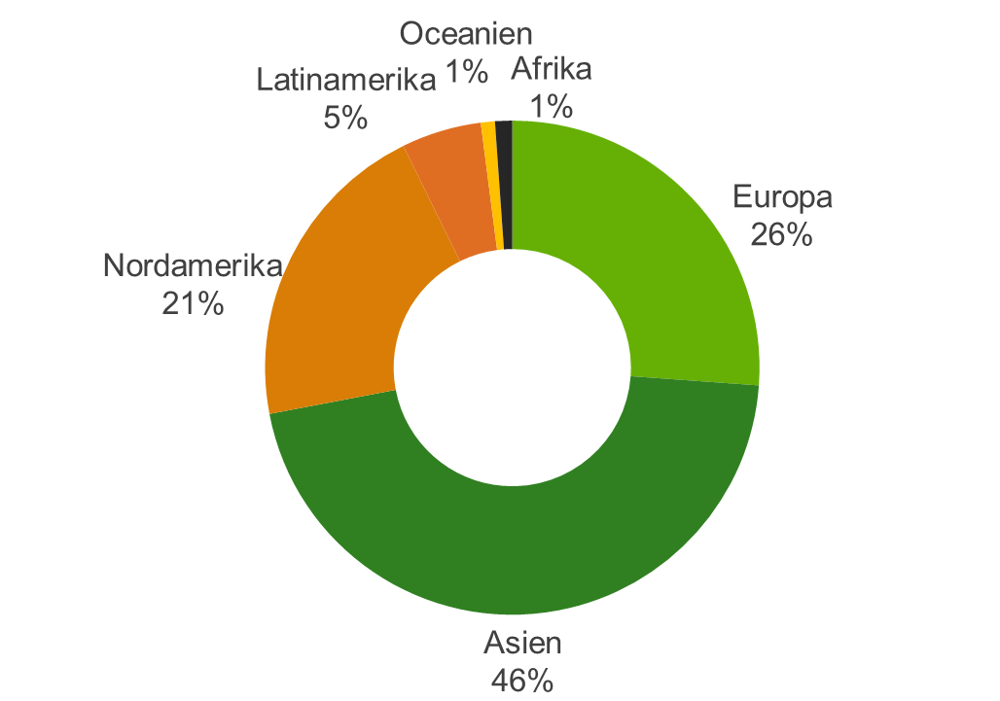 Oceanien
1%
Afrika
1%
Latinamerika
5%
Europa
26%
Nordamerika
21%
Asien
46%